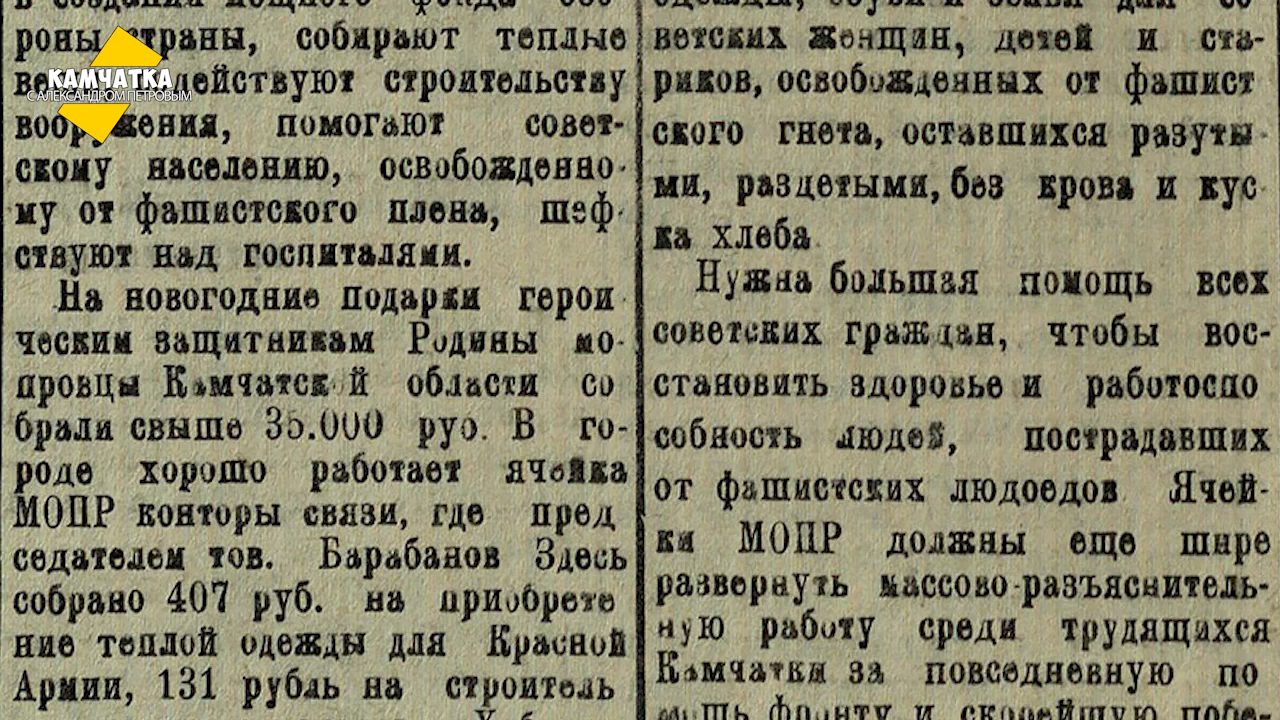 КАМЧАТКА
С АЛЕКСАНДРОМ ПЕТРОВЫМ
роны страны, собирают теплые
действуют строительству
вооружения, помогают совет-
скому населению, освобожденно-
му от фашистского плена, шеф-
ствуют над госпиталями.
На новогодние подарки герои
ческим защитникам Родины мо-
провцы Камчатской области со
брали свыше 35.000 руб. В го-
роде хорошо работает ячейка
МОПР конторы связи, где пред
седателем тов. Барабанов Здесь
собрано 407 руб. на приобрете
ние теплой одежды для Красной
Армии, 131 рубль на строитель
ветских женщин, детей и ста-
риков, освобожденных от фашист
ского гнета, оставшихся разуты-
ми, раздетыми, без крова и кус
ка хлеба
Нужна большая помощь всех
советских граждан, чтобы вос-
становить здоровье и работоспо
собность людей, пострадавших
от фашистских людоедов Ячей-
ки МОПР должны еще шире
развернуть массово-разъяснитель-
ную работу среди трудящихся
Камчатки за повседневную по
мощь фронту и скорейшую побе-